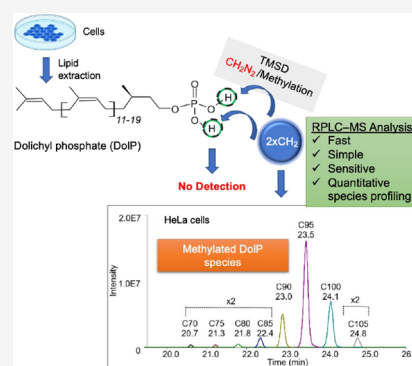 Cells
Lipid
extraction
TMSD
CH2N2/Methylation
O
O
P
O
O
H
H
11-19
Dolichyl phosphate (DolP)
2xCH2
No Detection
RPLC–MS Analysis
✓ Fast
✓ Simple
✓ Sensitive
✓ Quantitative
species profiling
HeLa cells
Methylated DolP
species
2.0E7
1.0E7
0
Intensity
x2
x2
C70
20.7
C75
21.3
C80
21.8
C85
22.4
C90
23.0
C95
23.5
C100
24.1
C105
24.8
20.0
21.0
22.0
23.0
24.0
25.0
26.
Time (min)